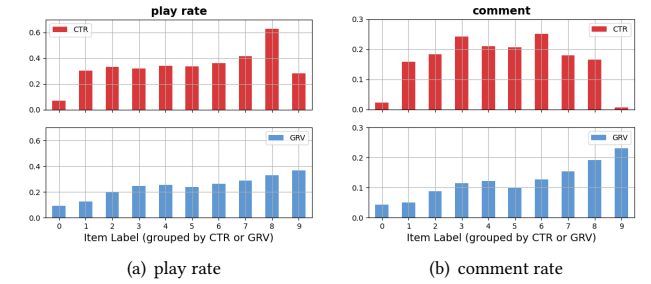 play rate
CTR
0.6
0.4
0.2
0.0
GRV
0.6
0.4
0.2
0.0
0 1 2 3 4 5 6 7 8 9
Item Label (grouped by CTR or GRV)
(a) play rate
comment
CTR
0.3
0.2
0.1
0.0
GRV
0.3
0.2
0.1
0.0
0 1 2 3 4 5 6 7 8 9
Item Label (grouped by CTR or GRV)
(b) comment rate